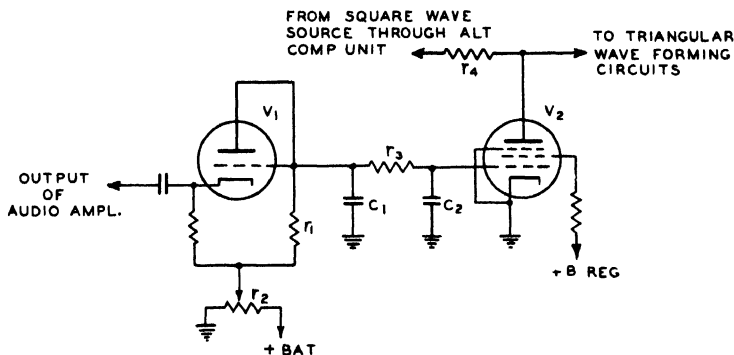 FROM SQUARE WAVE
SOURCE THROUGH ALT
COMP UNIT
TO TRIANGULAR
WAVE FORMING
CIRCUITS
r4
V1
V2
r3
OUTPUT
OF
AUDIO AMPL.
r1
C1
C2
+B REG
r2
+ BAT